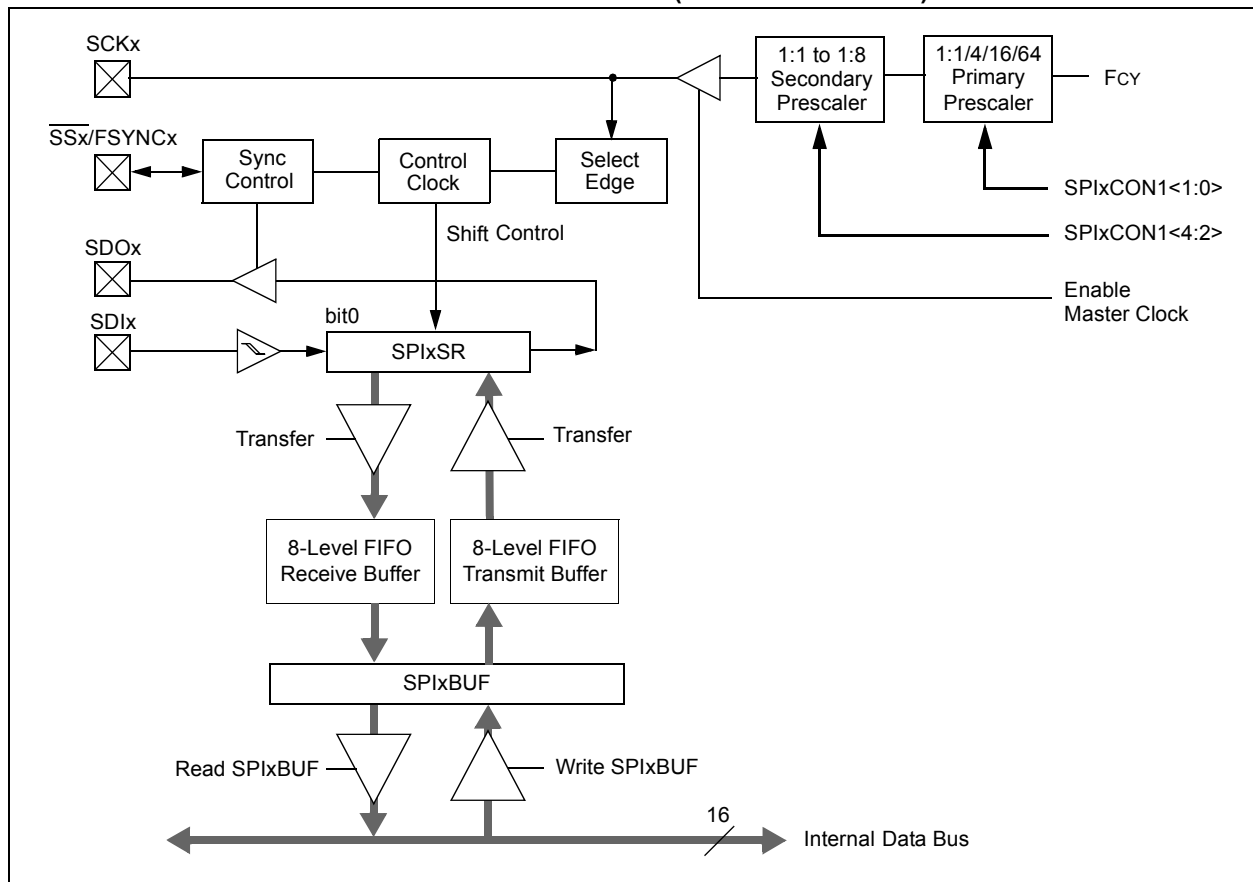 SCKx
1:1 to 1:8
Secondary
Prescaler
1:1/4/16/64
Primary
Prescaler
FCY
SSx/FSYNCx
Sync
Control
Control
Clock
Select
Edge
SPIxCON1<1:0>
Shift Control
SPIxCON1<4:2>
SDOx
Enable
Master Clock
SDIx
bit0
SPIxSR
Transfer
Transfer
8-Level FIFO
Receive Buffer
8-Level FIFO
Transmit Buffer
SPIxBUF
Read SPIxBUF
Write SPIxBUF
16
Internal Data Bus